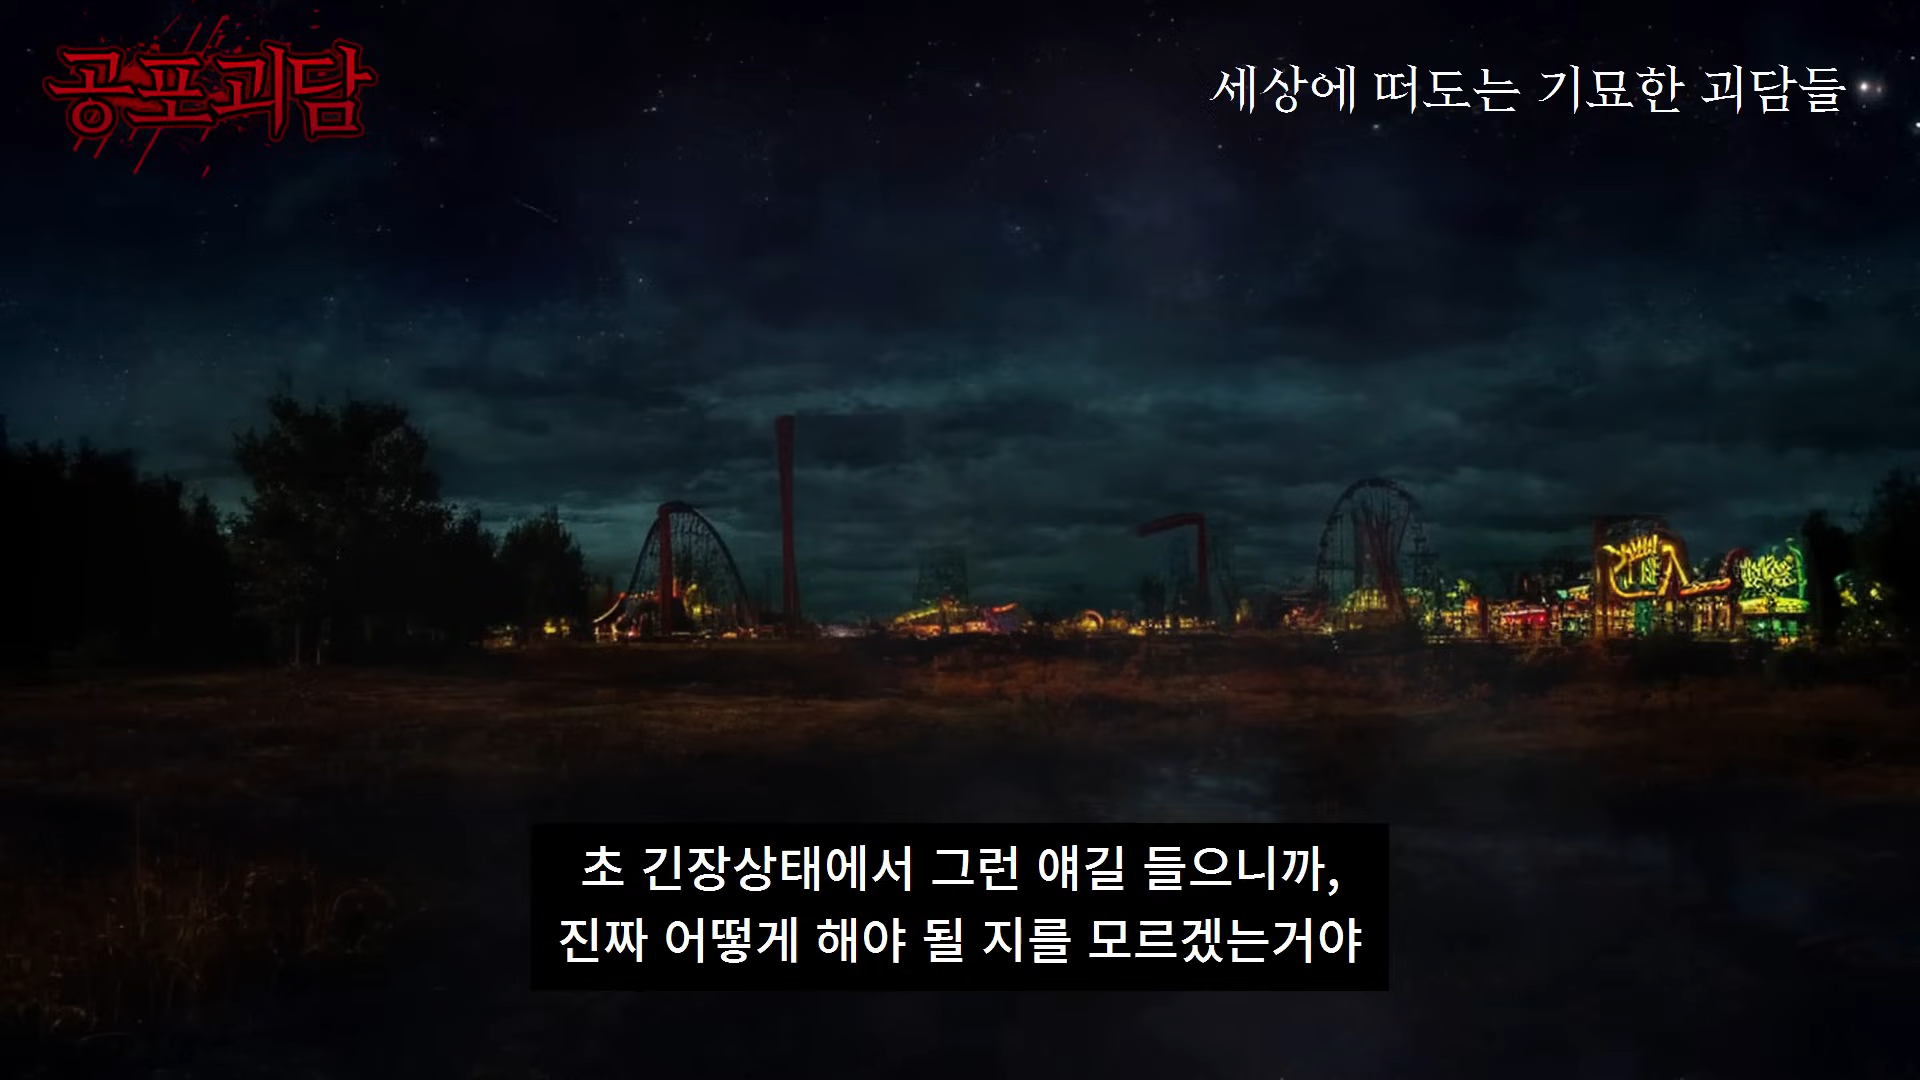 공포괴담
세상에 떠도는 기묘한 괴담들
초 긴장상태에서 그런 얘길 들으니까,
진짜 어떻게 해야 될 지를 모르겠는거야